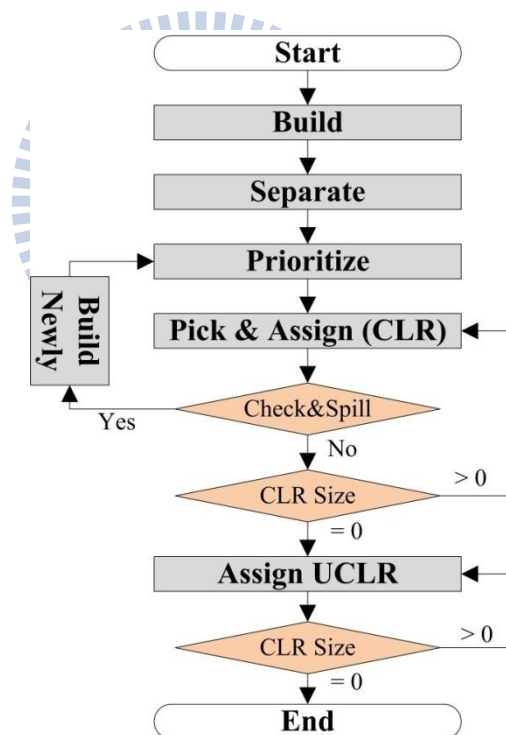 Start
Build
Separate
Prioritize
Build
Newly
Pick & Assign (CLR)
Check&Spill
Yes
No
CLR Size
> 0
= 0
Assign UCLR
CLR Size
> 0
= 0
End